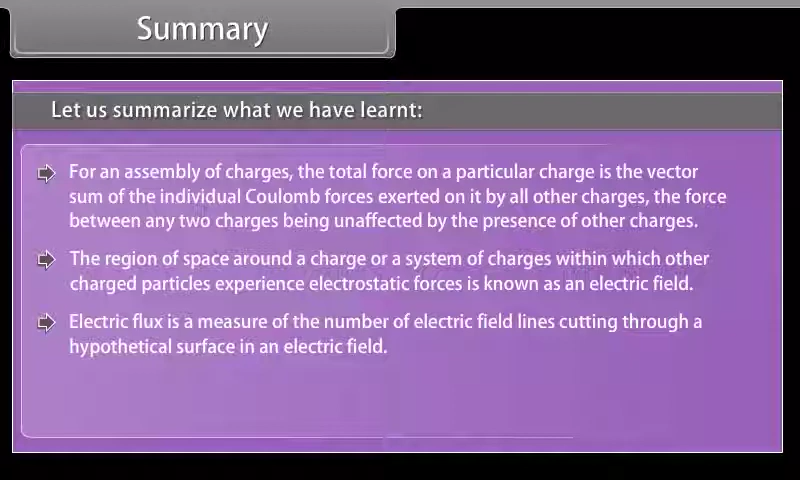 Summary
Let us summarize what we have learnt:
For an assembly of charges, the total force on a particular charge is the vector
sum of the individual Coulomb forces exerted on it by all other charges, the force
between any two charges being unaffected by the presence of other charges.
The region of space around a charge or a system of charges within which other
charged particles experience electrostatic forces is known as an electric field.
Electric flux is a measure of the number of electric field lines cutting through a
hypothetical surface in an electric field.